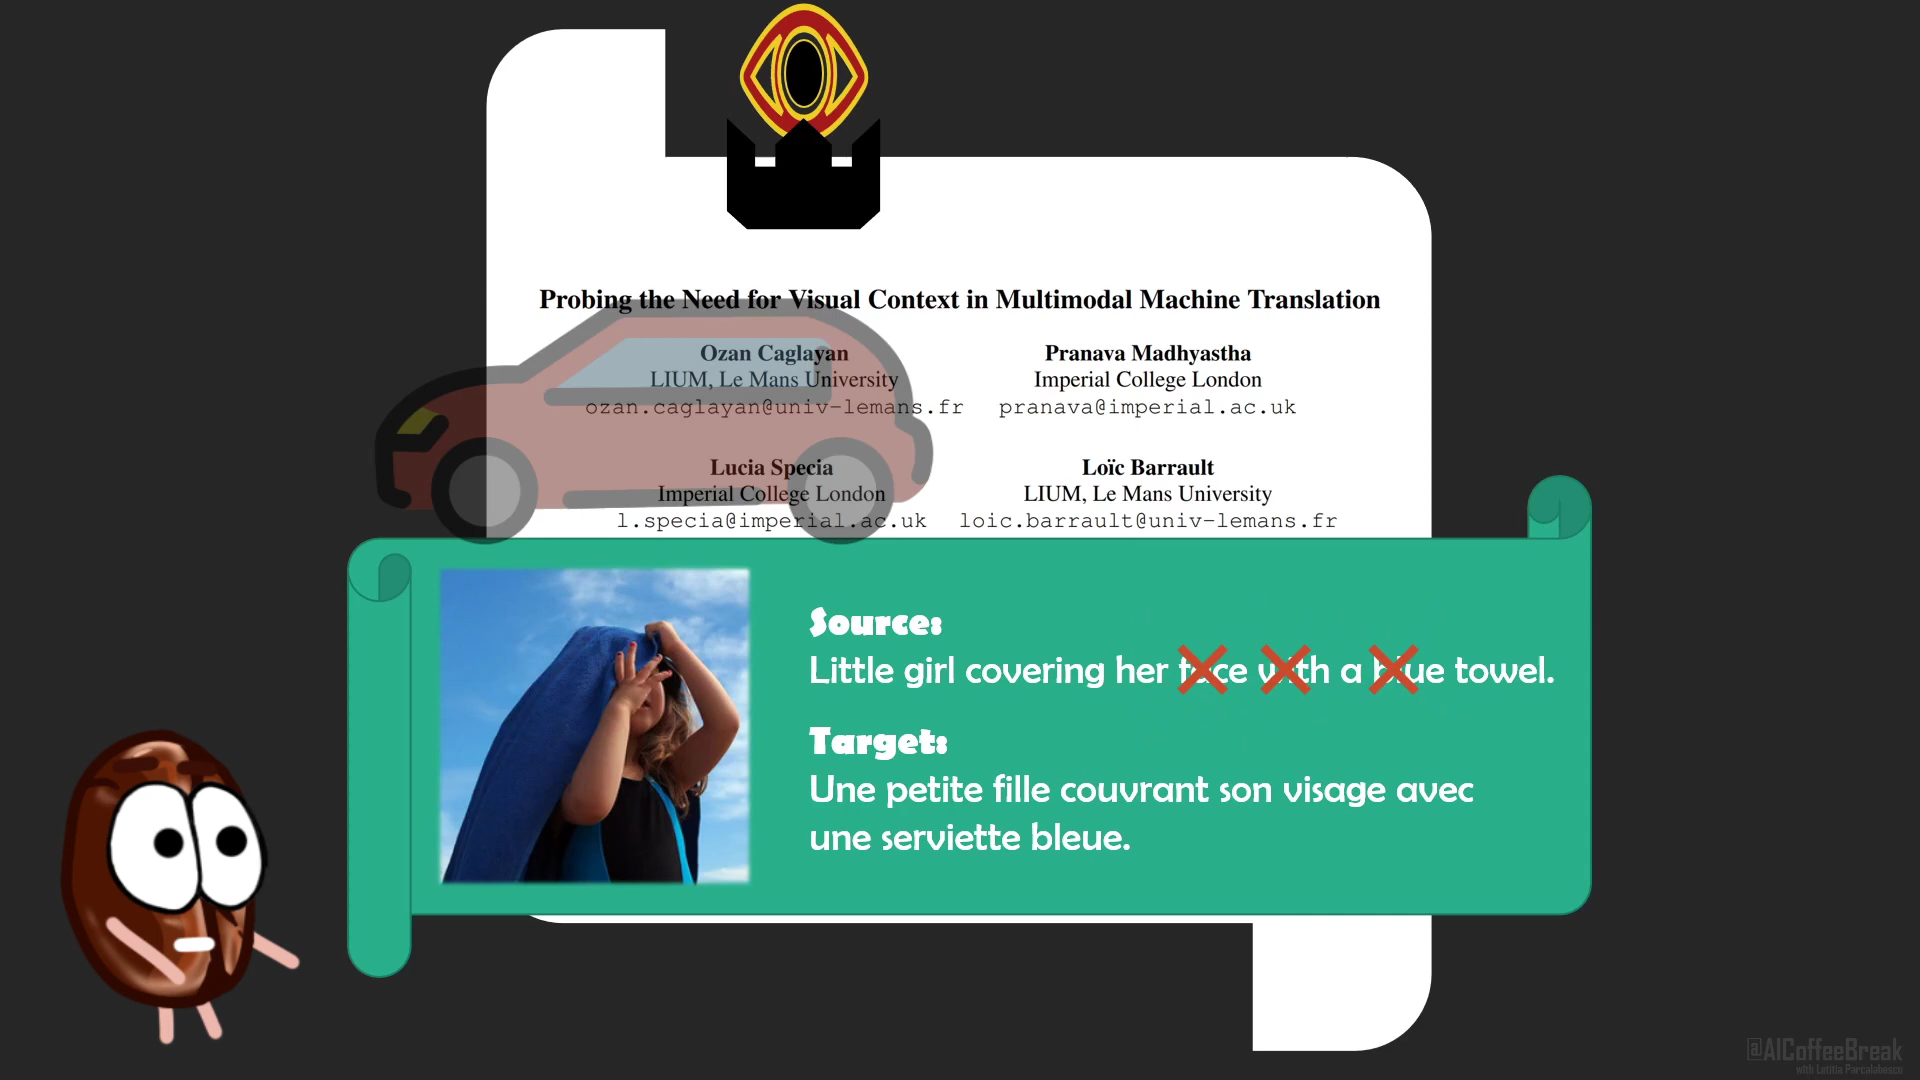 Probing the Need for Visual Context in Multimodal Machine Translation
Ozan Caglayan
LIUM, Le Mans University
ozan.caglayan@univ-lemans.fr
Pranava Madhyastha
Imperial College London
pranava@imperial.ac.uk
Lucia Specia
Imperial College London
l.specia@imperial.ac.uk
Loïc Barrault
LIUM, Le Mans University
loic.barrault@univ-lemans.fr
Source:
Little girl covering her face with a blue towel.
Target:
Une petite fille couvrant son visage avec
une serviette bleue.
@AICoffeeBreak
with Letitia Parcalabescu